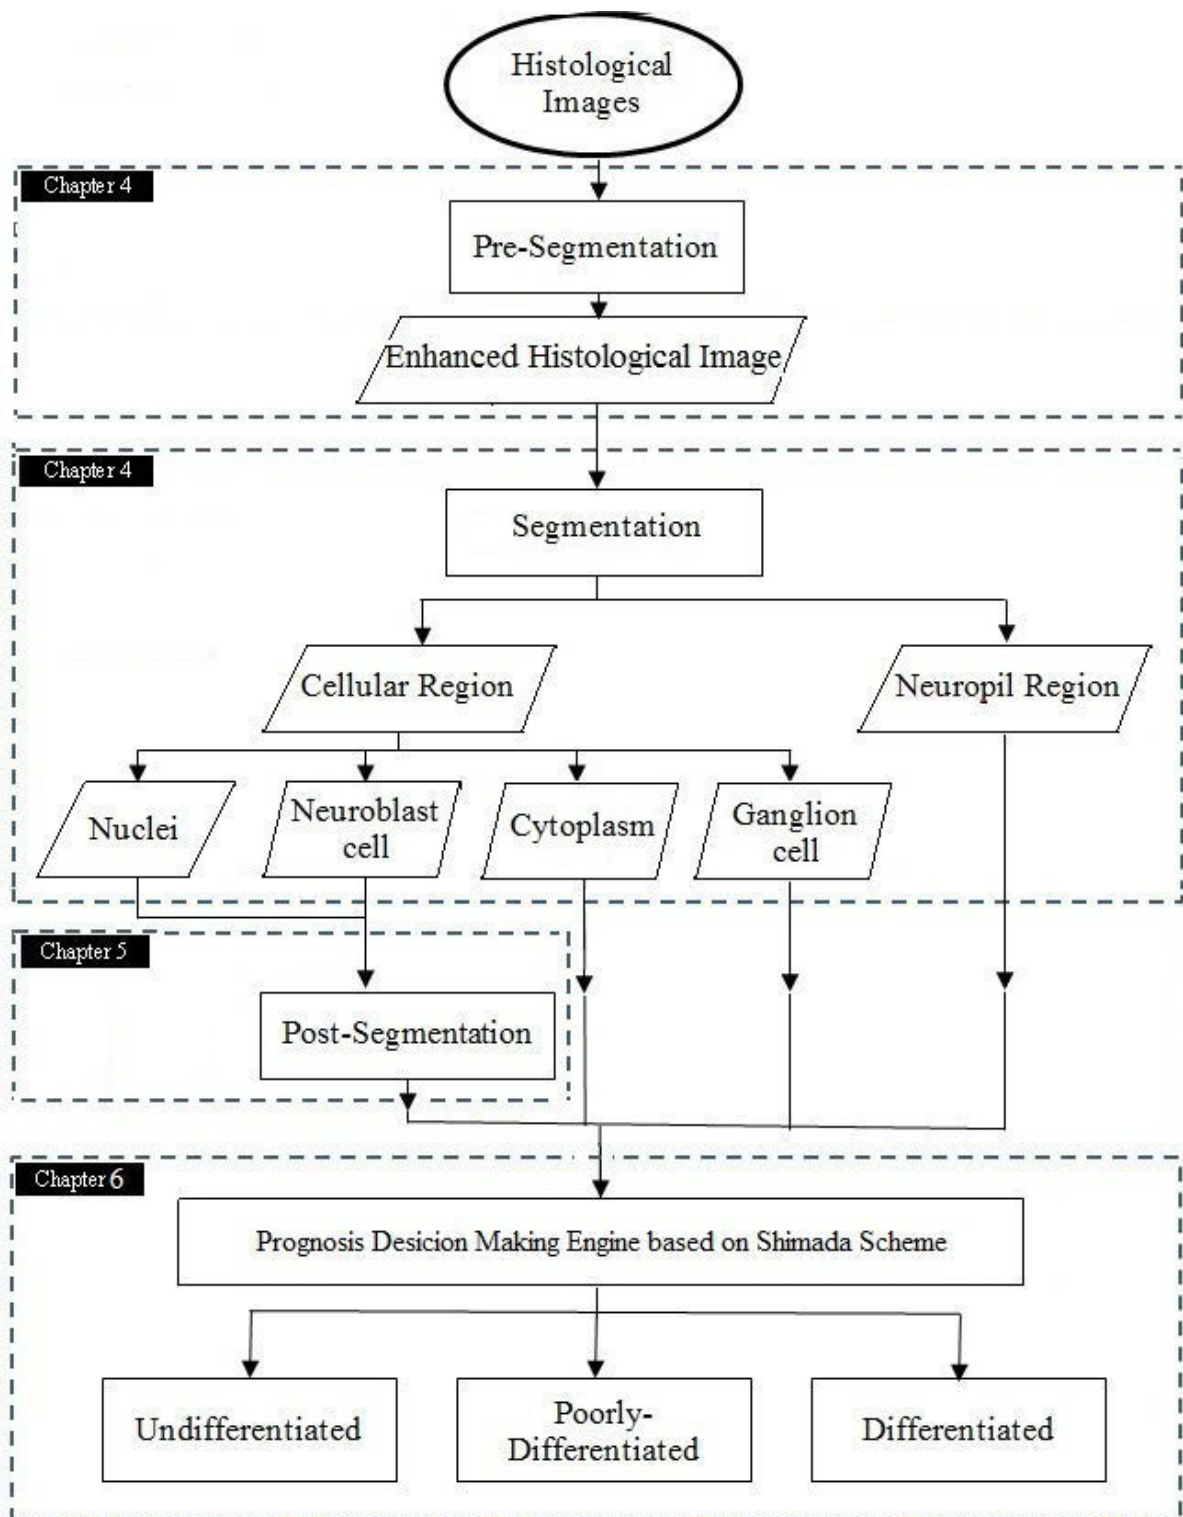 Histological
Images
Chapter 4
Pre-Segmentation
Enhanced Histological Image
Chapter 4
Segmentation
Cellular Region
Neuropil Region
Nuclei
Neuroblast
cell
Cytoplasm
Ganglion
cell
Chapter 5
Post-Segmentation
Chapter 6
Prognosis Desicion Making Engine based on Shimada Scheme
Undifferentiated
Poorly-
Differentiated
Differentiated